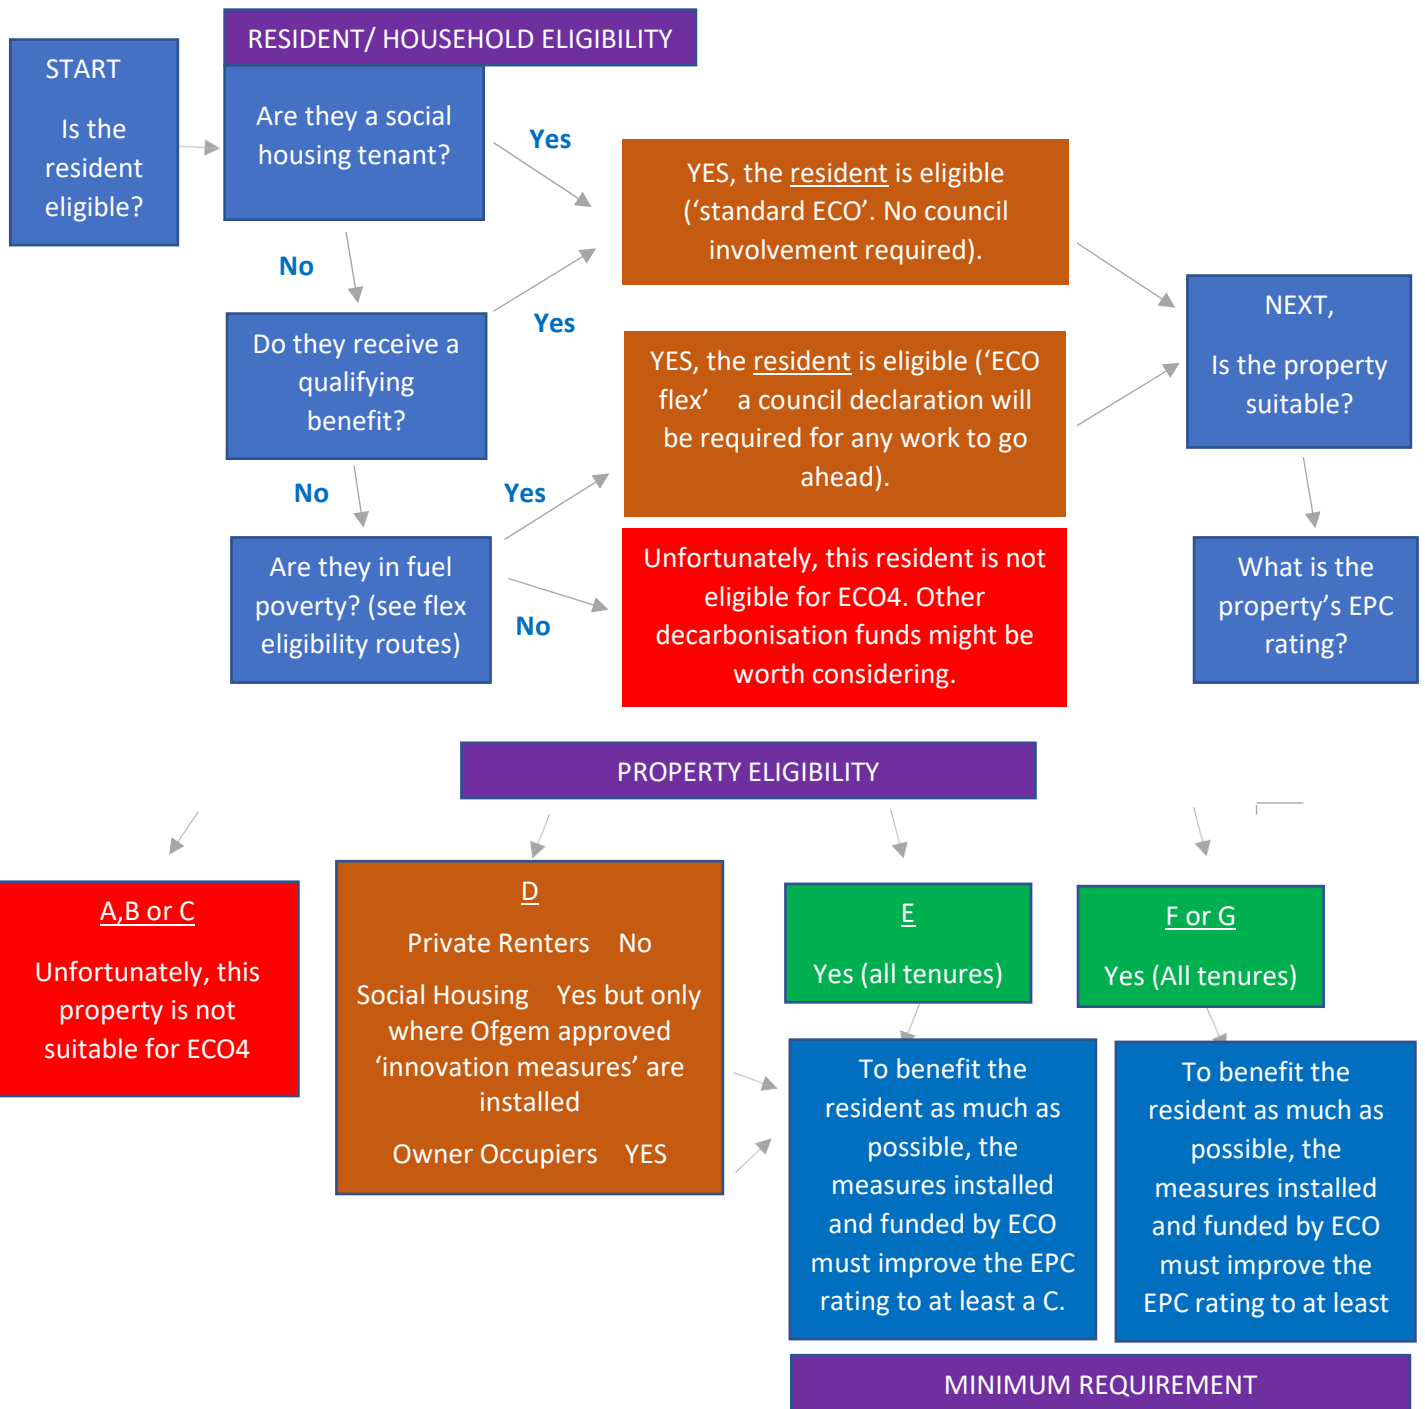 RESIDENT/ HOUSEHOLD ELIGIBILITY
START
Is the
resident
eligible?
Are they a social
housing tenant?
Yes
No
YES, the resident is eligible
(‘standard ECO’. No council
involvement required).
Do they receive a
qualifying
benefit?
Yes
No
YES, the resident is eligible (‘ECO
flex’ a council declaration will
be required for any work to go
ahead).
NEXT,
Is the property
suitable?
Are they in fuel
poverty? (see flex
eligibility routes)
Yes
No
Unfortunately, this resident is not
eligible for ECO4. Other
decarbonisation funds might be
worth considering.
What is the
property’s EPC
rating?
PROPERTY ELIGIBILITY
A,B or C
Unfortunately, this
property is not
suitable for ECO4
D
Private Renters No
Social Housing Yes but only
where Ofgem approved
‘innovation measures’ are
installed
Owner Occupiers YES
E
Yes (all tenures)
F or G
Yes (All tenures)
To benefit the
resident as much as
possible, the
measures installed
and funded by ECO
must improve the EPC
rating to at least a C.
To benefit the
resident as much as
possible, the
measures installed
and funded by ECO
must improve the
EPC rating to at least
MINIMUM REQUIREMENT